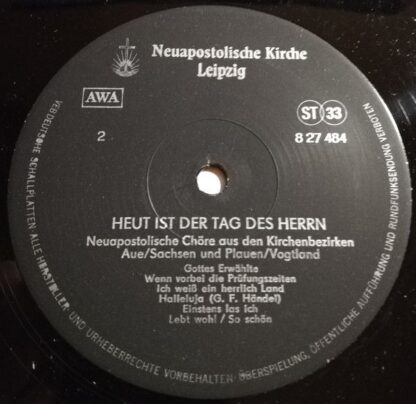 Neuapostolische Kirche
Leipzig
AWA
ST 33
2
8 27 484
HEUT IST DER TAG DES HERRN
Neuapostolische Chöre aus den Kirchenbezirken
Aue/Sachsen und Plauen/Vogtland
Gottes Erwählte
Wenn vorbei die Prüfungszeiten
Ich weiß ein herrlich Land
Halleluja (G. F. Händel)
Einstens las ich
Lebt wohl / So schön
VEB DEUTSCHE SCHALLPLATTEN ALLE HERSTELLER- UND URHEBERRECHTE VORBEHALTEN · ÜBERSPIELUNG, ÖFFENTLICHE AUFFÜHRUNG UND RUNDFUNKSENDUNG VERBOTEN